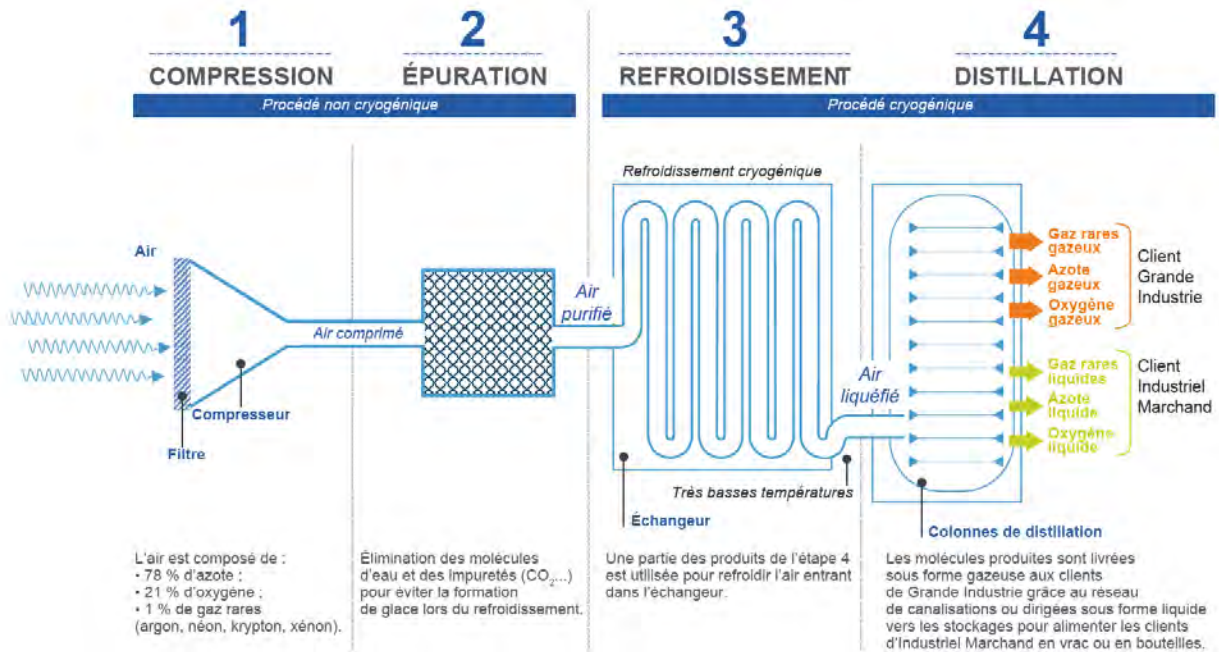 1
COMPRESSION
2
ÉPURATION
Procédé non cryogénique
3
REFROIDISSEMENT
4
DISTILLATION
Procédé cryogénique
Air
Air comprimé
Compresseur
Filtre
Air
purifié
Refroidissement cryogénique
Air
liquéfié
Très basses températures
Échangeur
Gaz rares
gazeux
Azote
gazeux
Oxygène
gazeux
Client
Grande
Industrie
Gaz rares
liquides
Azote
liquide
Oxygène
liquide
Client
Industriel
Marchand
Colonnes de distillation
L'air est composé de :
• 78 % d'azote ;
• 21 % d'oxygène ;
• 1 % de gaz rares
(argon, néon, krypton, xénon).
Élimination des molécules
d'eau et des impuretés (CO₂...)
pour éviter la formation
de glace lors du refroidissement.
Une partie des produits de l'étape 4
est utilisée pour refroidir l'air entrant
dans l'échangeur.
Les molécules produites sont livrées
sous forme gazeuse aux clients
de Grande Industrie grâce au réseau
de canalisations ou dirigées sous forme liquide
vers les stockages pour alimenter les clients
d'Industriel Marchand en vrac ou en bouteilles.